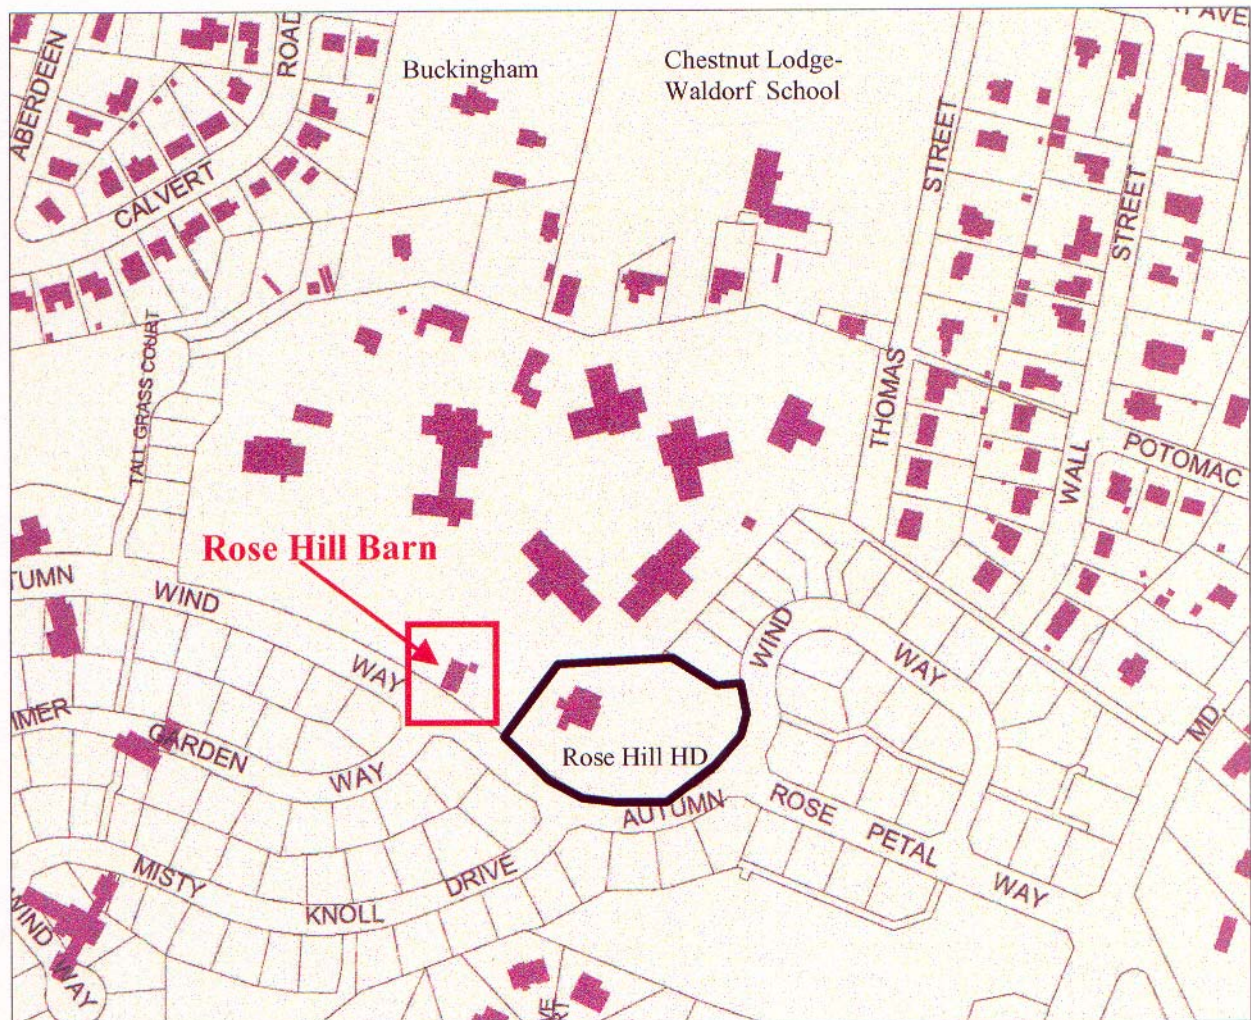 ABERDEEN
ROAD
Buckingham
Chestnut Lodge-
Waldorf School
AVE
CALVERT
STREET
STREET
TALL GRASS COURT
THOMAS
WALL
POTOMAC
Rose Hill Barn
TUMN
WIND
WAY
WIND
WAY
MD.
MMER
GARDEN
WAY
Rose Hill HD
AUTUMN
ROSE PETAL
WAY
MISTY
KNOLL
DRIVE
WIND
WAY